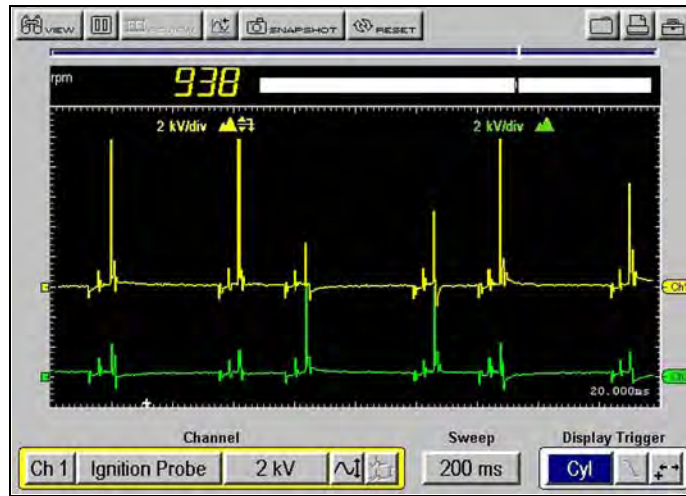 VIEW SNAPSHOT RESET
rpm 938
2 kV/div 2 kV/div
20.000ms
Channel Sweep Display Trigger
Ch 1 Ignition Probe 2 kV 200 ms Cyl